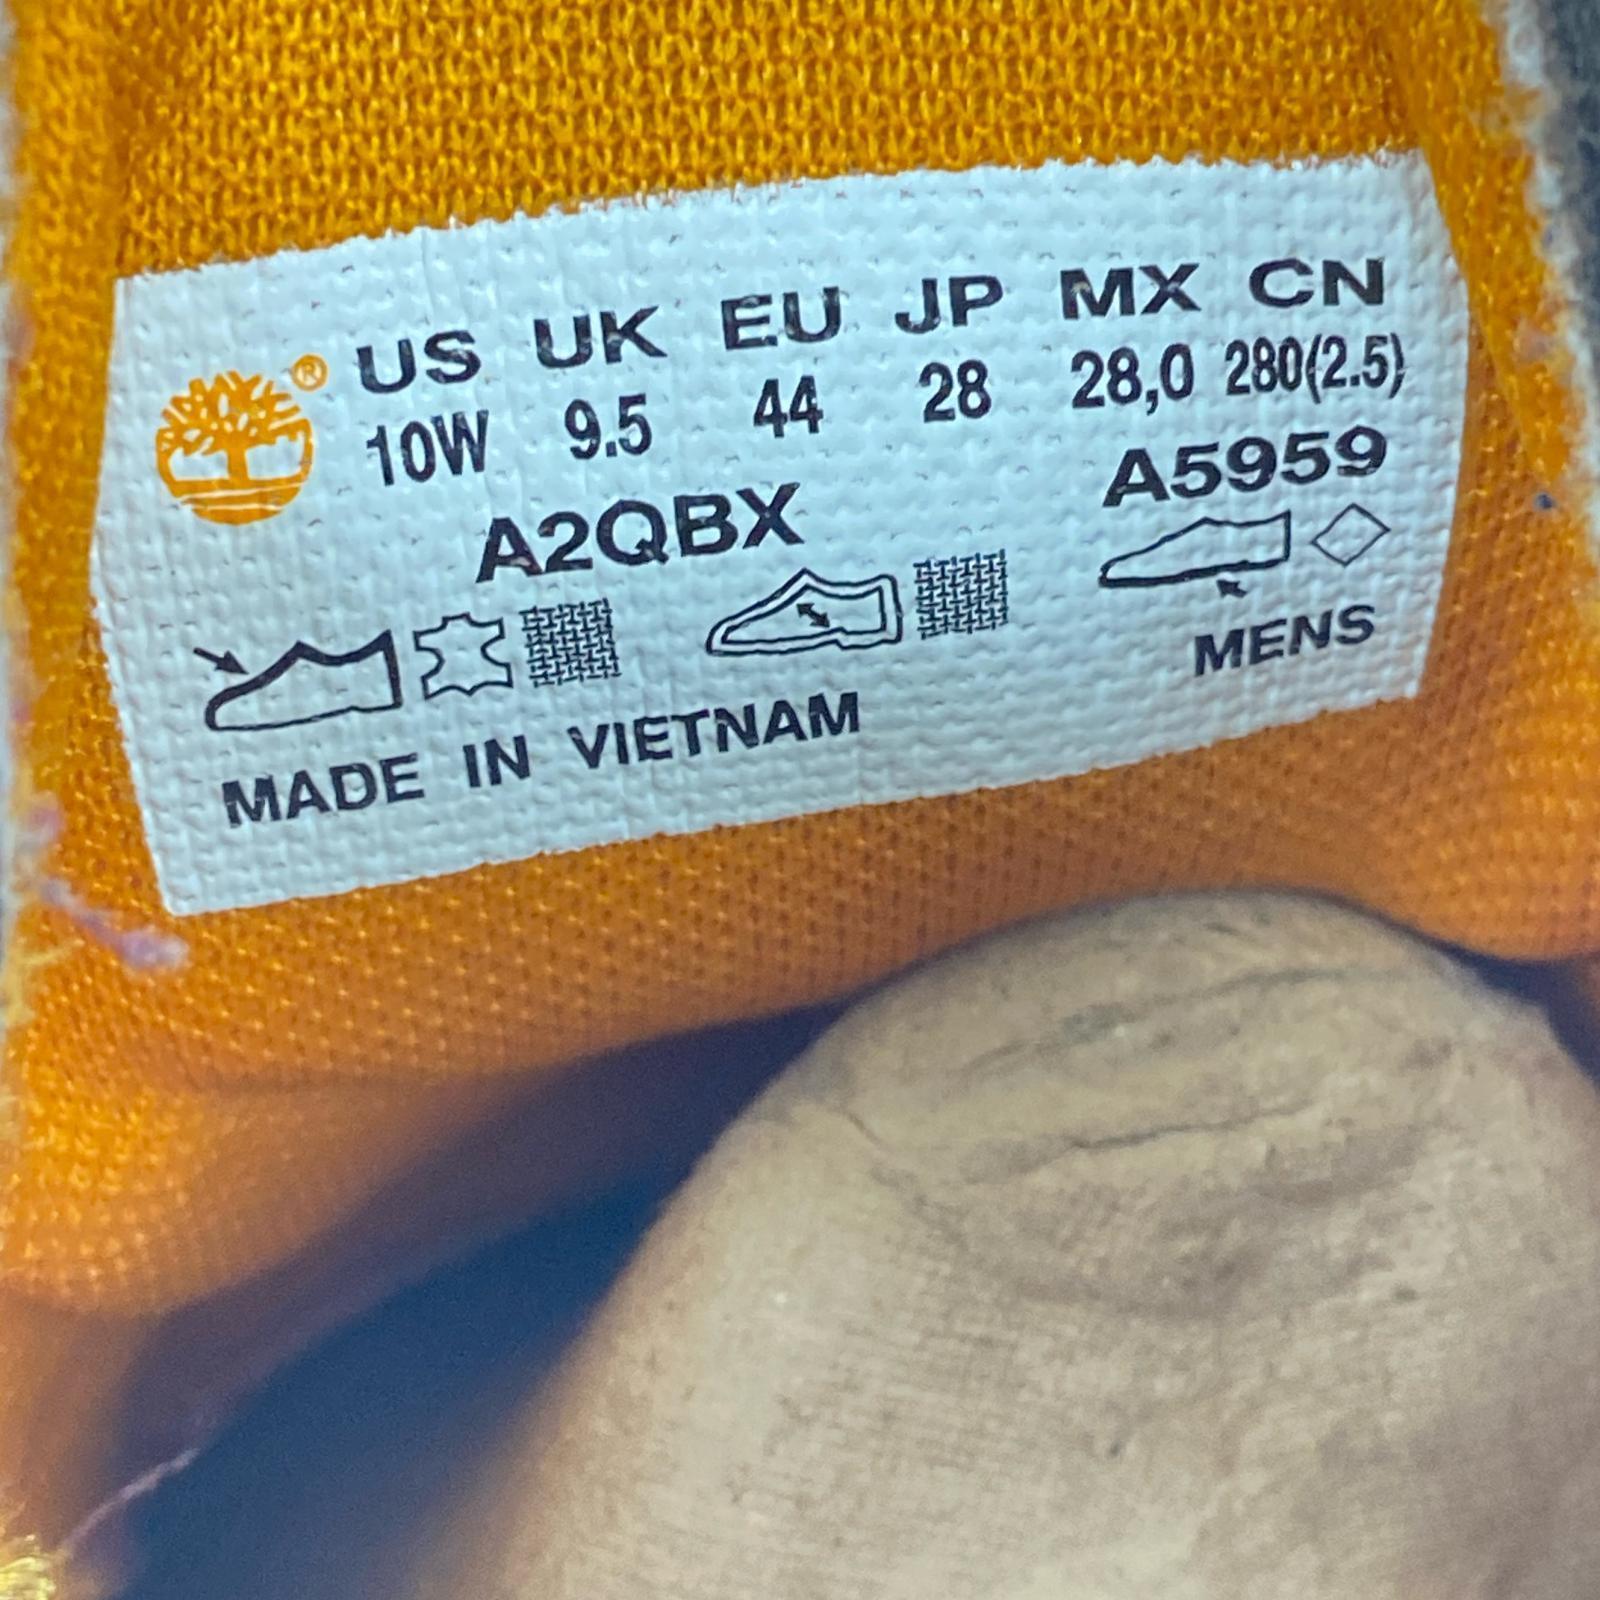 ® US UK EU JP MX CN
10W 9.5 44 28 28,0 280(2.5)
A2QBX A5959
MENS
MADE IN VIETNAM